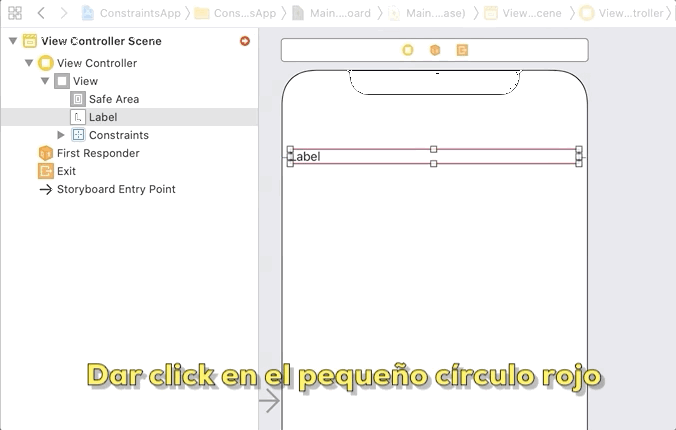 ConstraintsApp
Cons...sApp
Main....oard
Main....ase)
View...cene
View...troller
View Controller Scene
View Controller
View
Safe Area
Label
Constraints
First Responder
Exit
Storyboard Entry Point
Label
Dar click en el pequeño círculo rojo